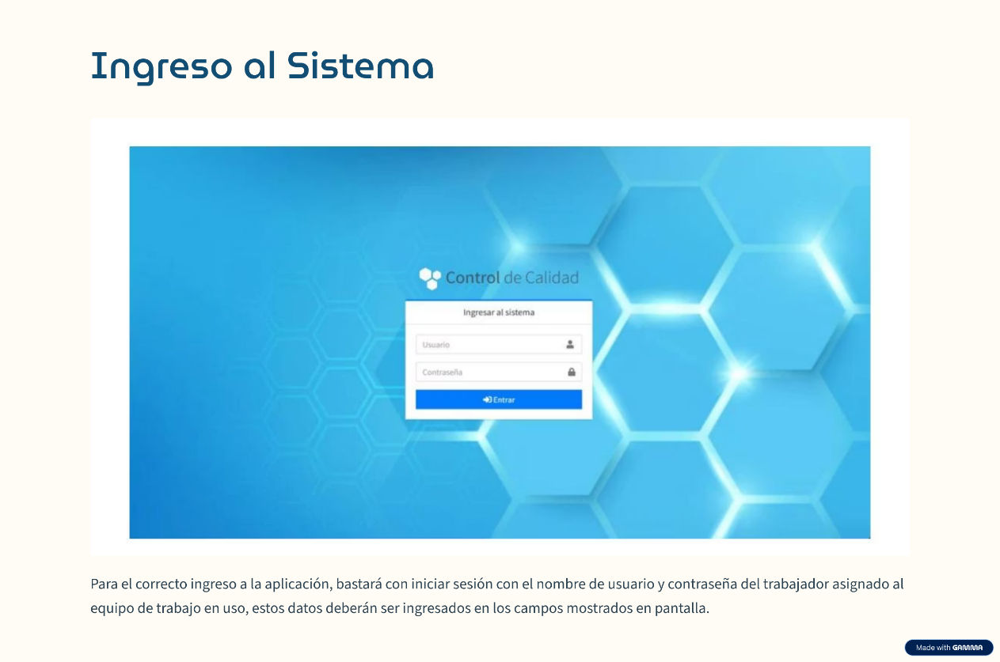 Ingreso al Sistema
Control de Calidad
Ingresar al sistema
Usuario
Contraseña
Entrar
Para el correcto ingreso a la aplicación, bastará con iniciar sesión con el nombre de usuario y contraseña del trabajador asignado al
equipo de trabajo en uso, estos datos deberán ser ingresados en los campos mostrados en pantalla.
Made with GAMMA